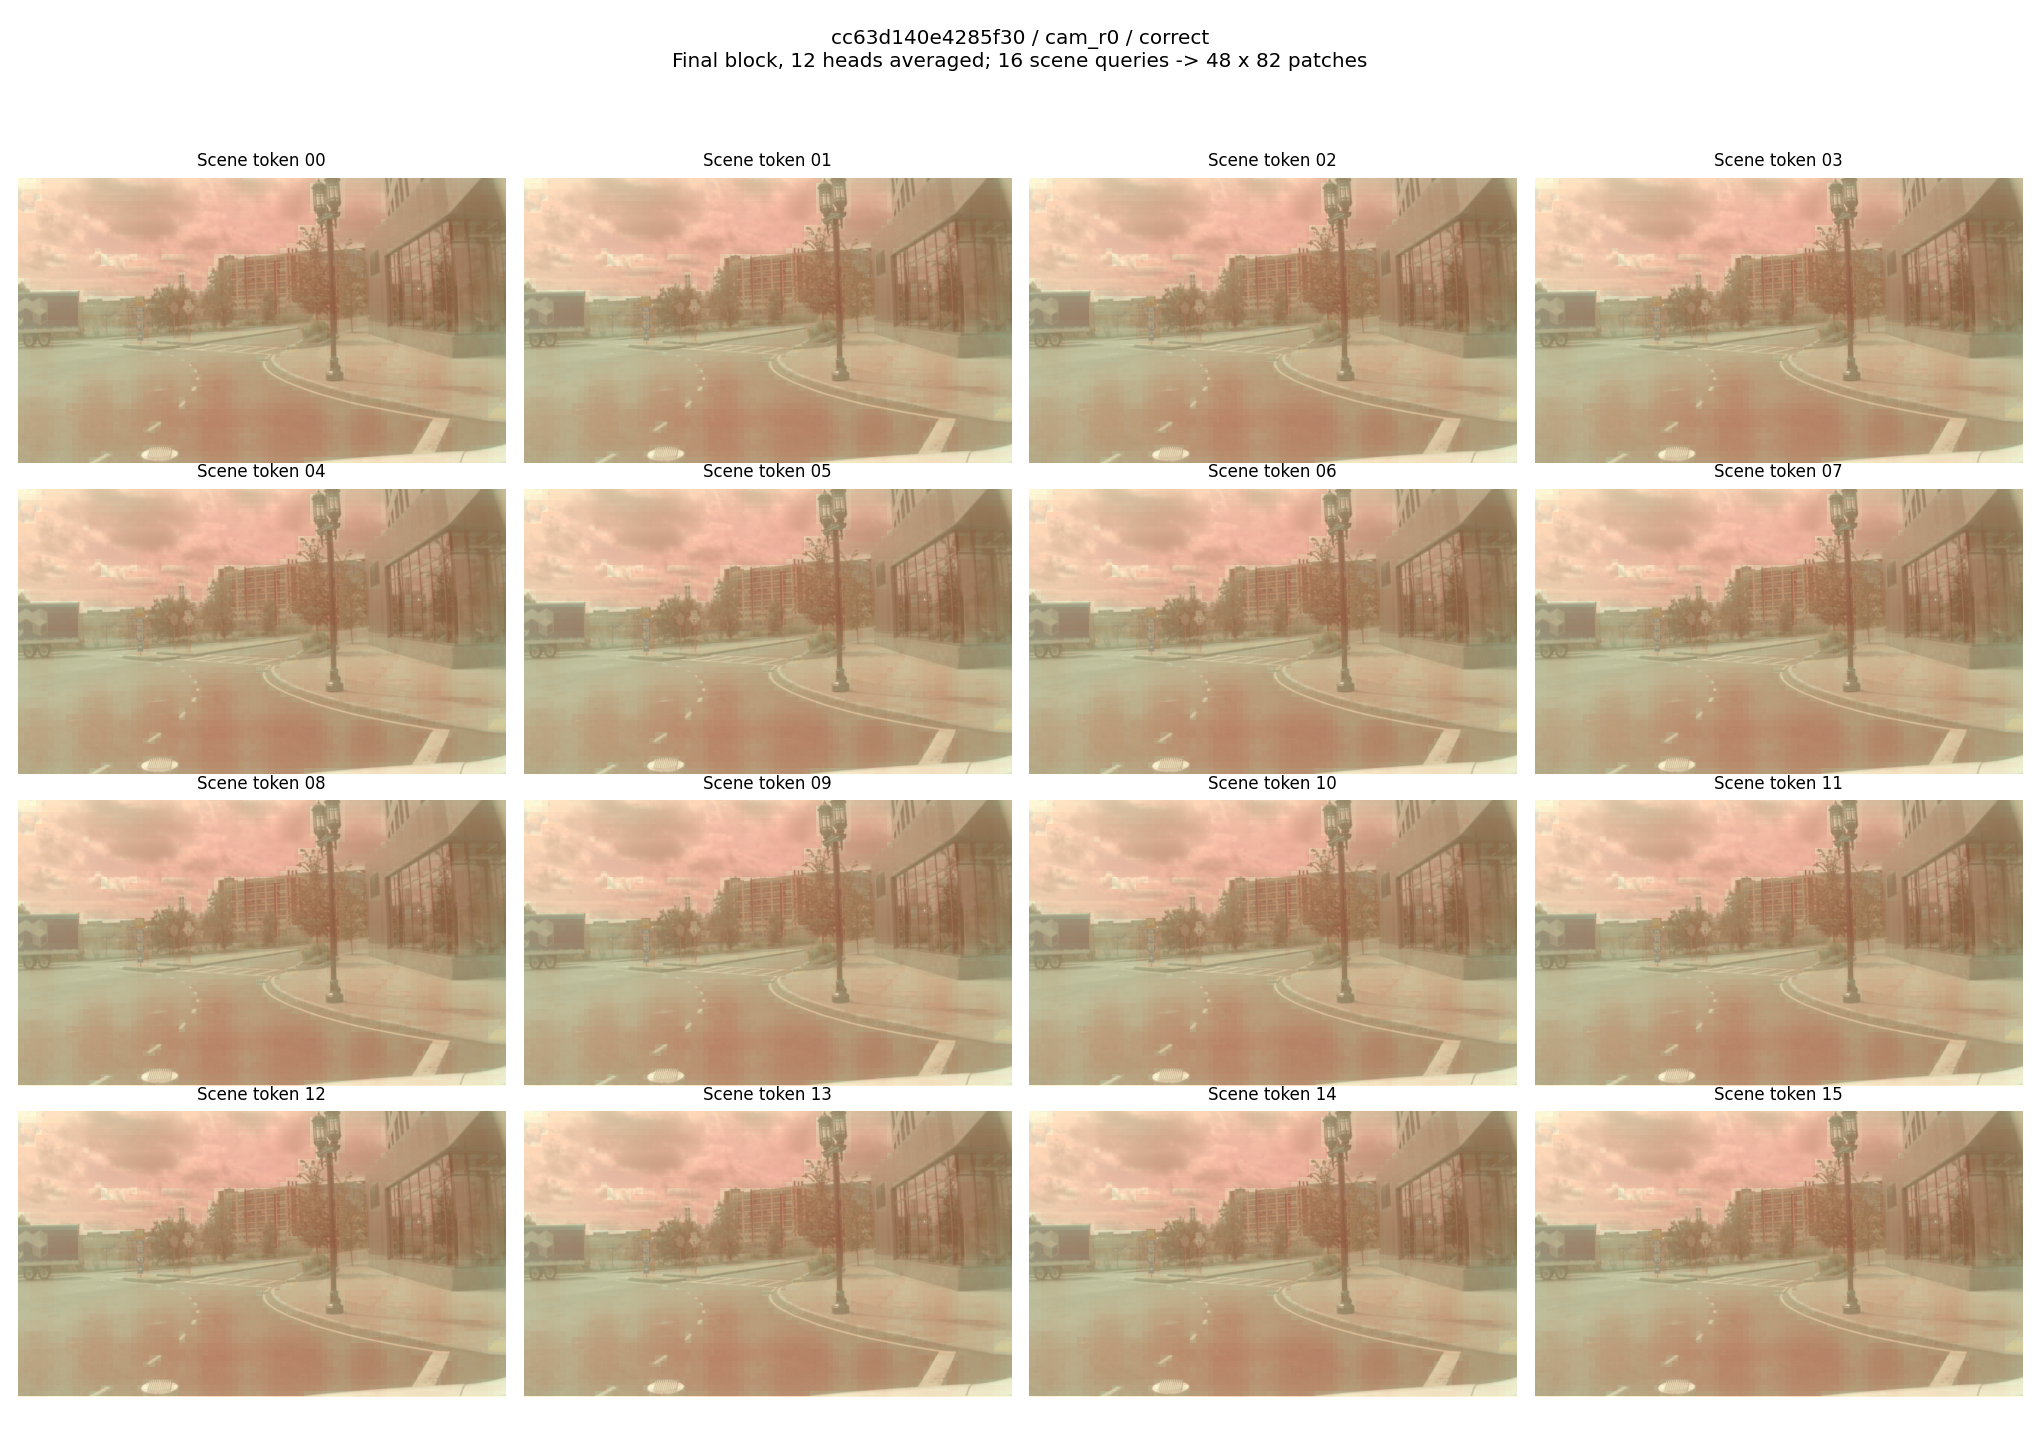 cc63d140e4285f30 / cam_r0 / correct
Final block, 12 heads averaged; 16 scene queries -> 48 x 82 patches
Scene token 00
Scene token 01
Scene token 02
Scene token 03
Scene token 04
Scene token 05
Scene token 06
Scene token 07
Scene token 08
Scene token 09
Scene token 10
Scene token 11
Scene token 12
Scene token 13
Scene token 14
Scene token 15